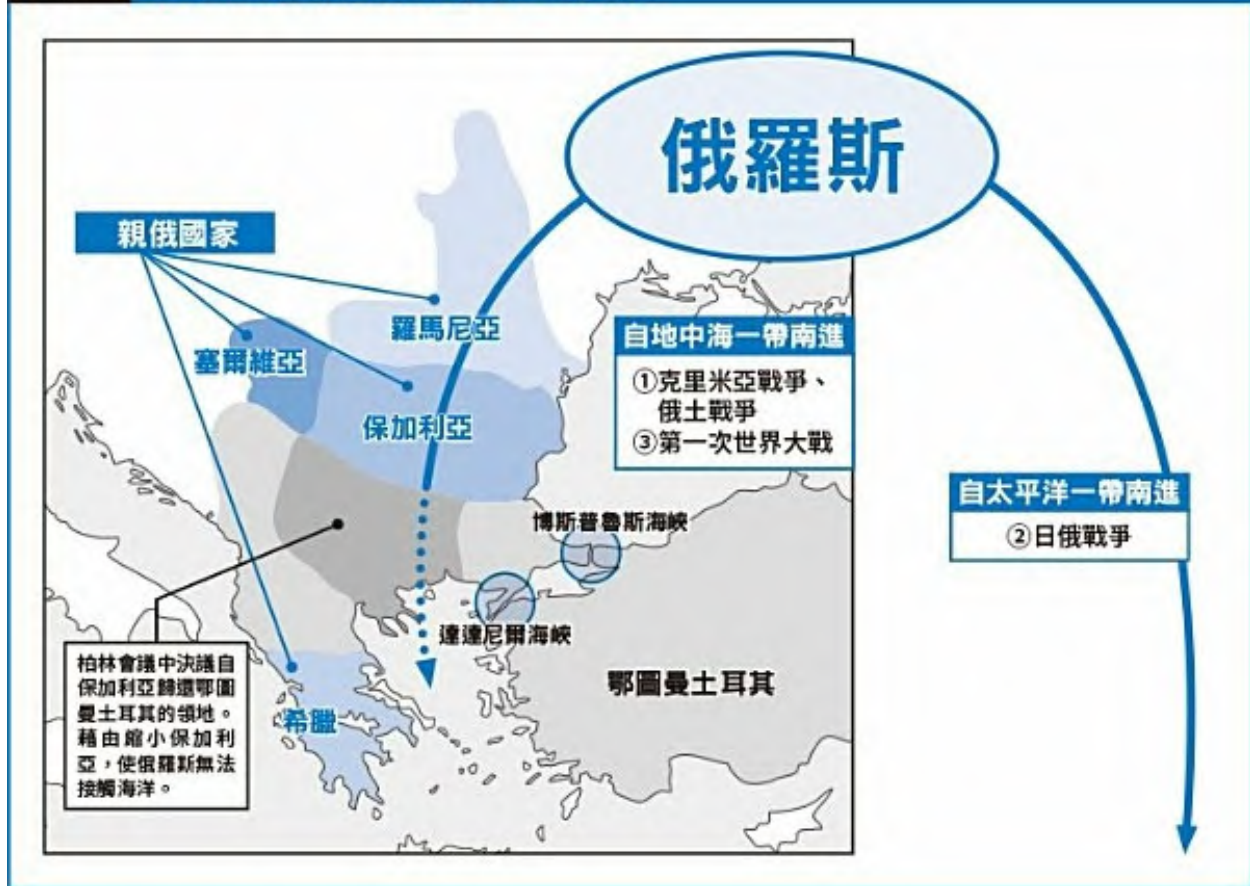 俄羅斯
親俄國家
羅馬尼亞
塞爾維亞
保加利亞
自地中海一帶南進
①克里米亞戰爭、
俄土戰爭
③第一次世界大戰
自太平洋一帶南進
②日俄戰爭
博斯普魯斯海峽
達達尼爾海峽
鄂圖曼土耳其
希臘
柏林會議中決議自
保加利亞歸還鄂圖
曼土耳其的領地。
藉由縮小保加利
亞，使俄羅斯無法
接觸海洋。